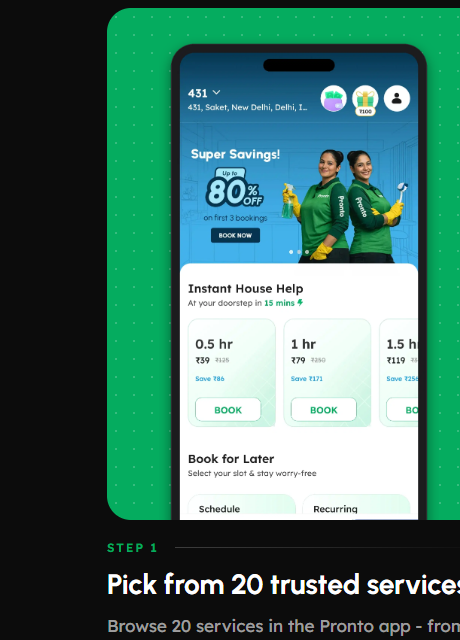 431
431, Saket, New Delhi, Delhi, I...
₹100
Super Savings!
Up to
80% OFF
on first 3 bookings
BOOK NOW
Pronto
Pronto
Instant House Help
At your doorstep in 15 mins
0.5 hr
₹39 ₹125
Save ₹86
BOOK
1 hr
₹79 ₹250
Save ₹171
BOOK
1.5 h
₹119
Save ₹256
BO
Book for Later
Select your slot & stay worry-free
Schedule
Recurring
STEP 1
Pick from 20 trusted services
Browse 20 services in the Pronto app - from